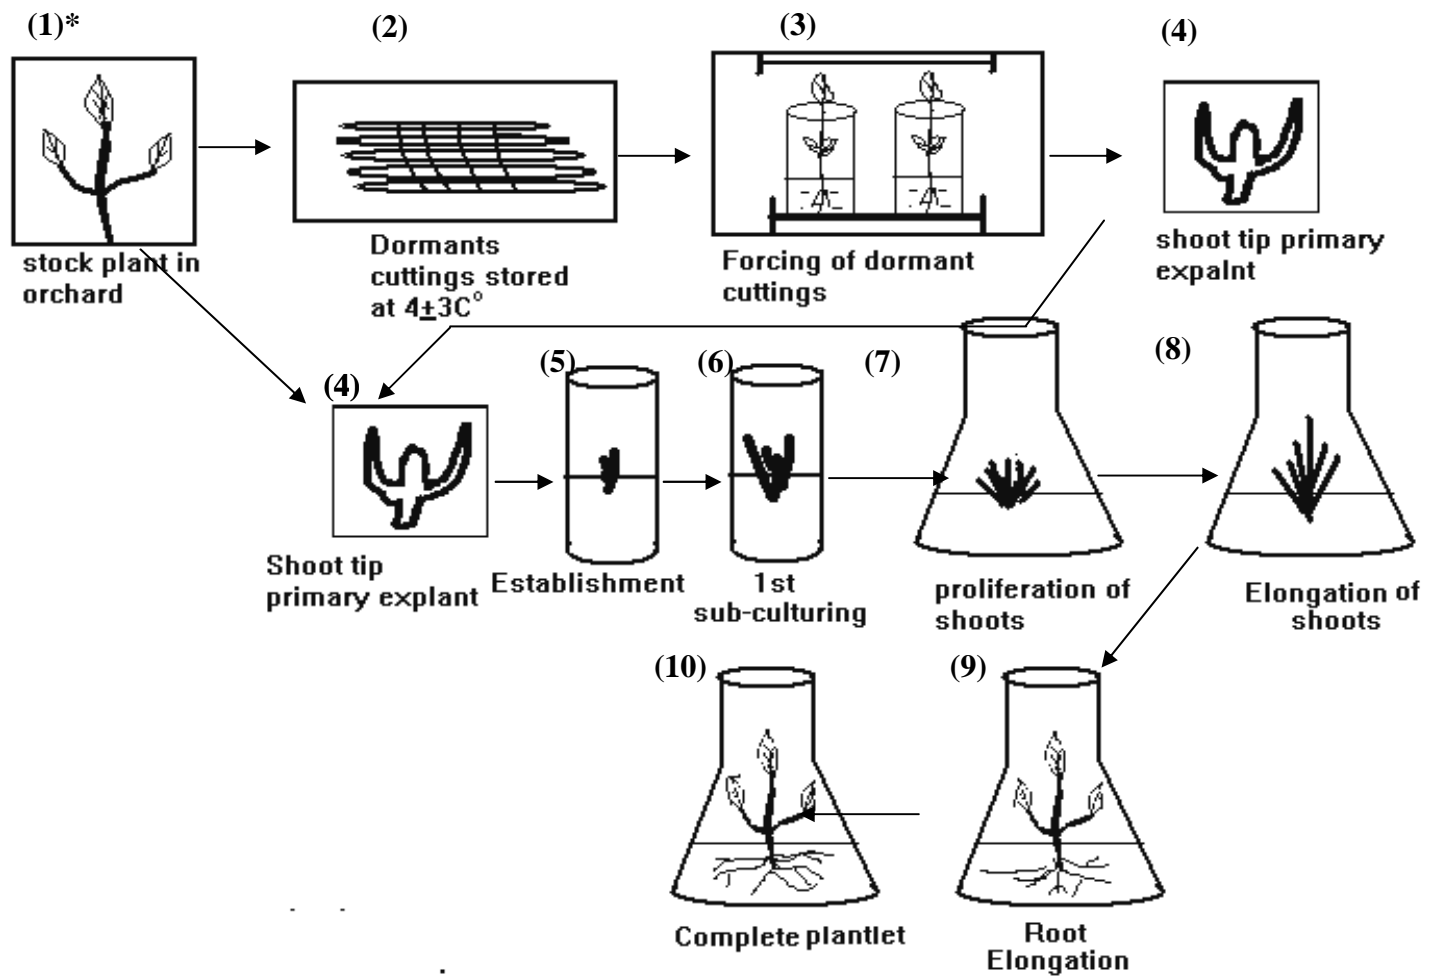 (1)*
(2)
(3)
(4)
stock plant in
orchard
Dormants
cuttings stored
at 4±3C°
Forcing of dormant
cuttings
shoot tip primary
expalnt
(4)
(5)
(6)
(7)
(8)
Shoot tip
primary explant
Establishment
1st
sub-culturing
proliferation of
shoots
Elongation of
shoots
(10)
(9)
Complete plantlet
Root
Elongation